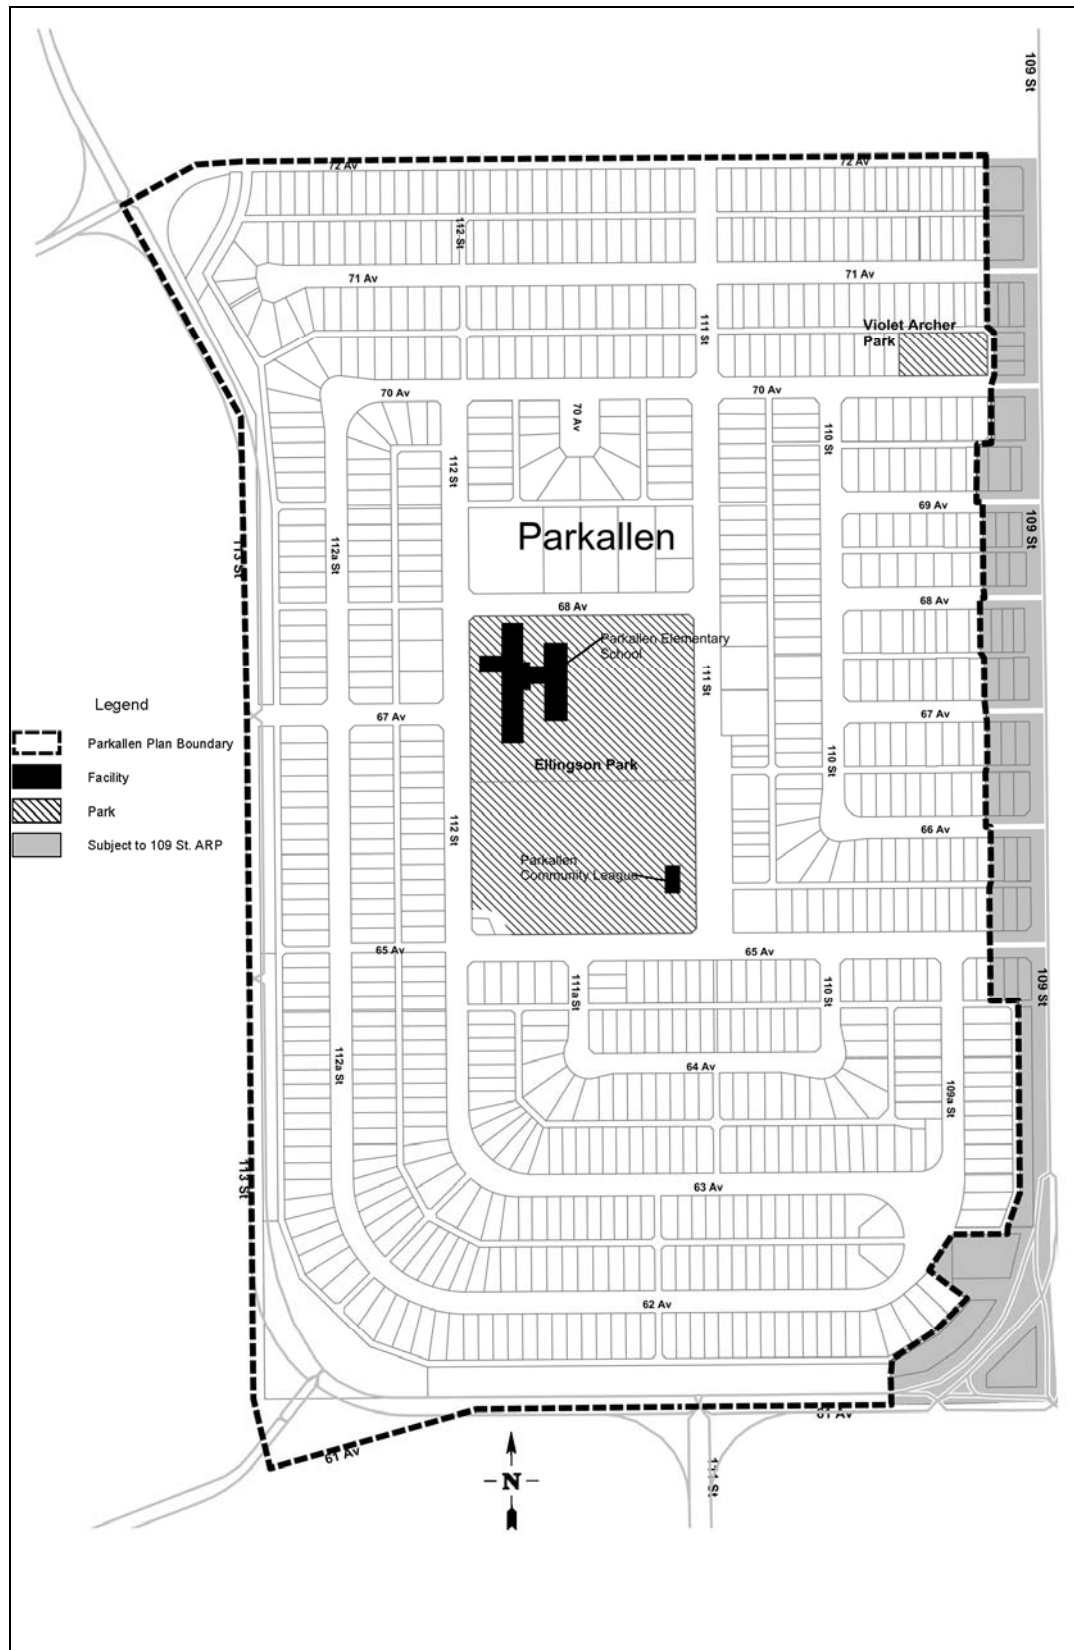 109 St
72 Av
72 Av
112 St
71 Av
71 Av
111 St
Violet Archer
Park
70 Av
70 Av
70 Av
110 St
112 St
69 Av
109 St
Parkallen
113 St
112a St
68 Av
68 Av
Parkallen Elementary
School
111 St
Legend
67 Av
67 Av
Parkallen Plan Boundary
110 St
Ellingson Park
Facility
Park
112 St
66 Av
Subject to 109 St. ARP
Parkallen
Community League
65 Av
65 Av
111a St
110 St
109 St
112a St
64 Av
109a St
113 St
63 Av
62 Av
61 Av
61 Av
N
111 St